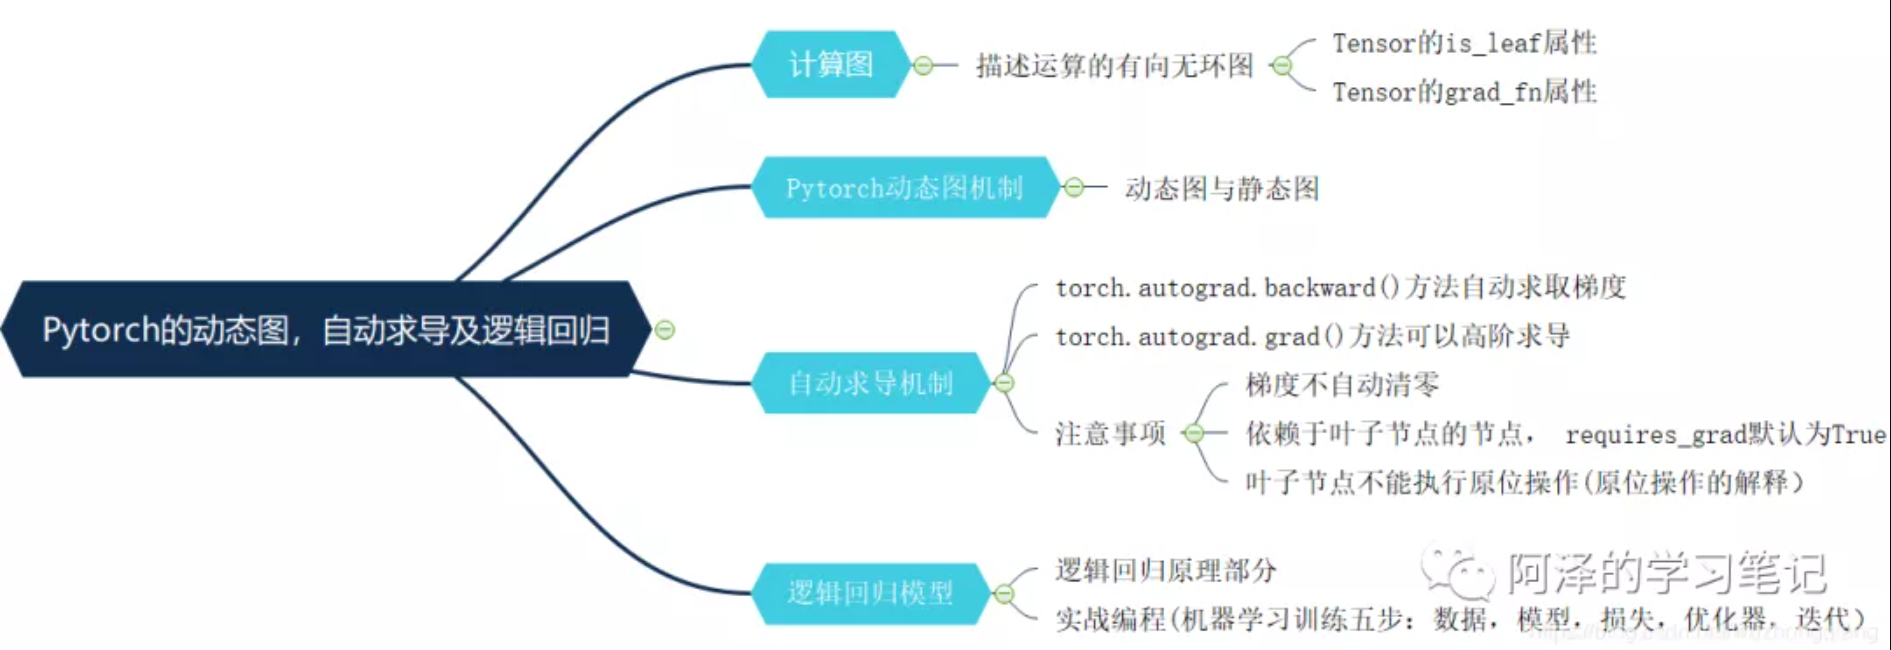 Pytorch的动态图，自动求导及逻辑回归
计算图
描述运算的有向无环图
Tensor的is_leaf属性
Tensor的grad_fn属性
Pytorch动态图机制
动态图与静态图
自动求导机制
torch.autograd.backward()方法自动求取梯度
torch.autograd.grad()方法可以高阶求导
注意事项
梯度不自动清零
依赖于叶子节点的节点， requires_grad默认为True
叶子节点不能执行原位操作(原位操作的解释）
逻辑回归模型
逻辑回归原理部分
实战编程(机器学习训练五步：数据，模型，损失，优化器，迭代）
阿泽的学习笔记